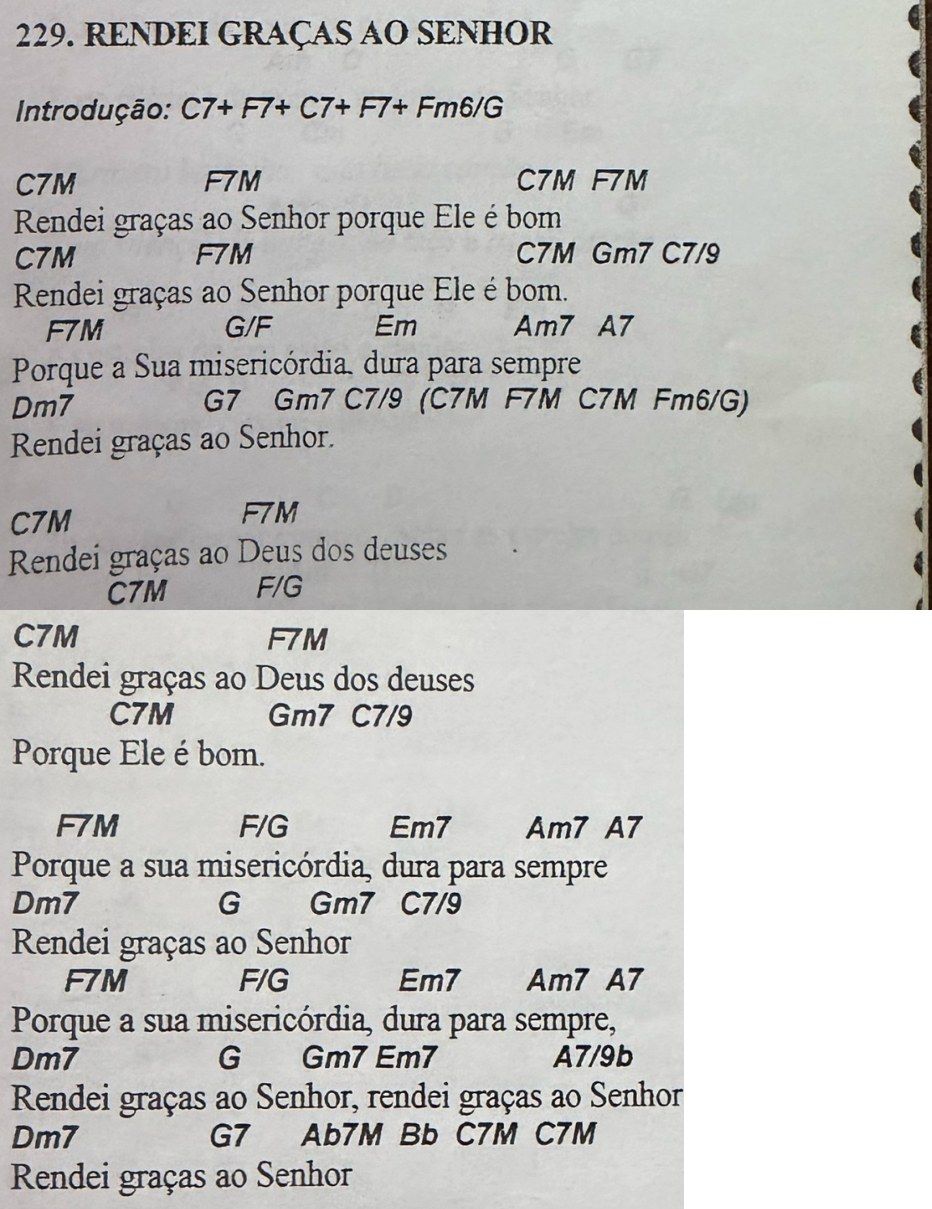 229. RENDEI GRAÇAS AO SENHOR
Introdução: C7+ F7+ C7+ F7+ Fm6/G
C7M F7M C7M F7M
Rendei graças ao Senhor porque Ele é bom
C7M F7M C7M Gm7 C7/9
Rendei graças ao Senhor porque Ele é bom.
F7M G/F Em Am7 A7
Porque a Sua misericórdia. dura para sempre
Dm7 G7 Gm7 C7/9 (C7M F7M C7M Fm6/G)
Rendei graças ao Senhor.
C7M F7M
Rendei graças ao Deus dos deuses
C7M F/G
C7M F7M
Rendei graças ao Deus dos deuses
C7M Gm7 C7/9
Porque Ele é bom.
F7M F/G Em7 Am7 A7
Porque a sua misericórdia, dura para sempre
Dm7 G Gm7 C7/9
Rendei graças ao Senhor
F7M F/G Em7 Am7 A7
Porque a sua misericórdia, dura para sempre,
Dm7 G Gm7 Em7 A7/9b
Rendei graças ao Senhor, rendei graças ao Senhor
Dm7 G7 Ab7M Bb C7M C7M
Rendei graças ao Senhor